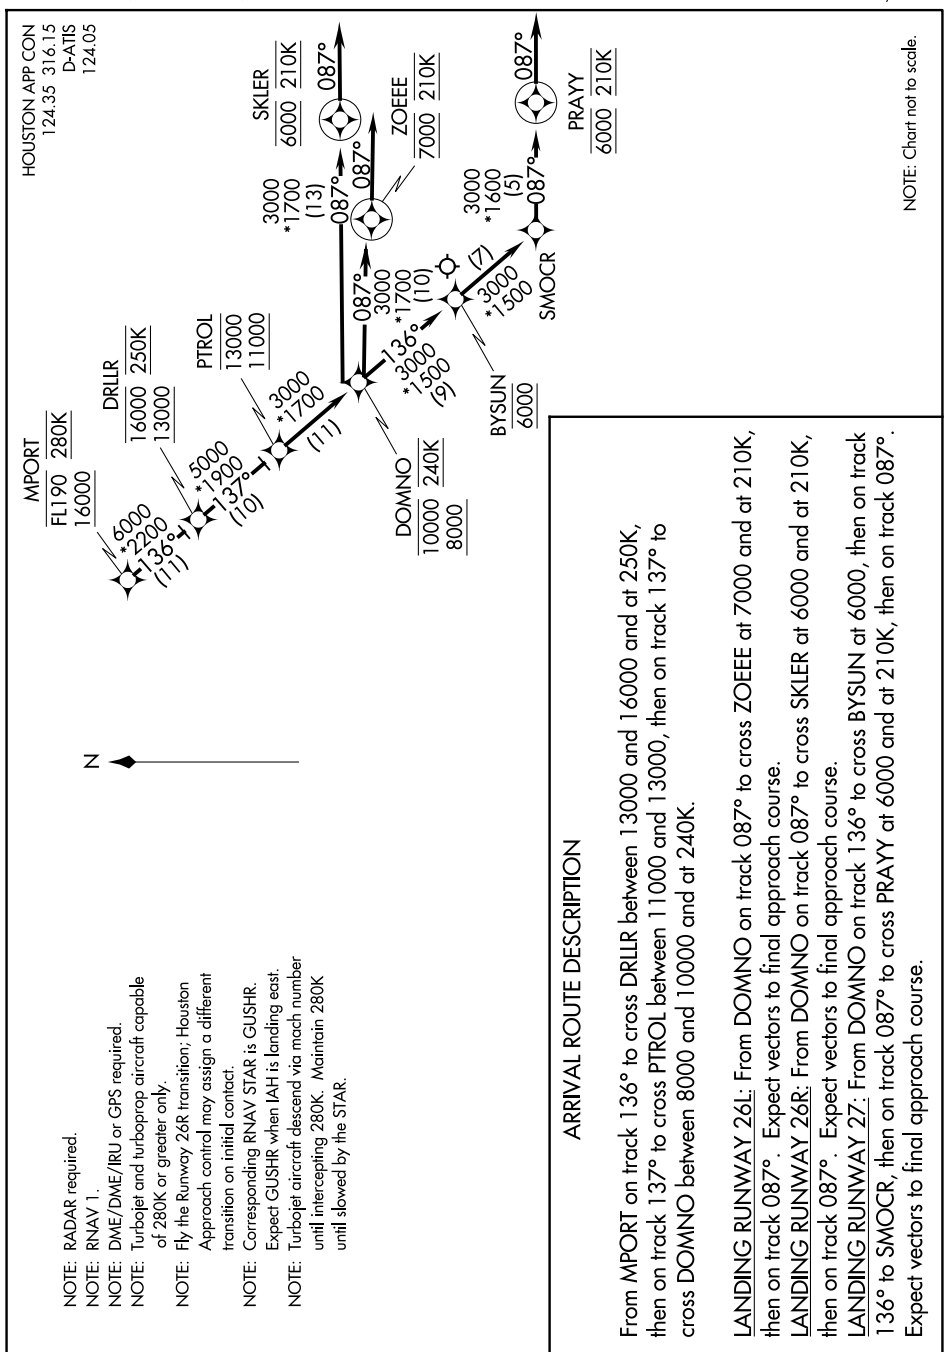 HOUSTON APP CON
124.35 316.15
D-ATIS
124.05
MPORT
FL190 280K
16000
6000
*2200
136°
(11)
DRLLR
16000 250K
13000
5000
*1900
137°
(10)
PTROL
13000
11000
3000
*1700
(11)
DOMNO
10000 240K
8000
SKLER
6000 210K
087°
3000
*1700
(13)
087°
ZOEEE
7000 210K
087°
087°
3000
*1700
(10)
136°
3000
*1500
(9)
BYSUN
6000
(7)
3000
*1500
SMOCR
3000
*1600
(5)
087°
PRAYY
6000 210K
087°
NOTE: Chart not to scale.
N
NOTE: RADAR required.
NOTE: RNAV 1.
NOTE: DME/DME/IRU or GPS required.
NOTE: Turbojet and turboprop aircraft capable
of 280K or greater only.
NOTE: Fly the Runway 26R transition; Houston
Approach control may assign a different
transition on initial contact.
NOTE: Corresponding RNAV STAR is GUSHR.
Expect GUSHR when IAH is landing east.
NOTE: Turbojet aircraft descend via mach number
until intercepting 280K. Maintain 280K
until slowed by the STAR.
ARRIVAL ROUTE DESCRIPTION
From MPORT on track 136° to cross DRLLR between 13000 and 16000 and at 250K,
then on track 137° to cross PTROL between 11000 and 13000, then on track 137° to
cross DOMNO between 8000 and 10000 and at 240K.
LANDING RUNWAY 26L: From DOMNO on track 087° to cross ZOEEE at 7000 and at 210K,
then on track 087°. Expect vectors to final approach course.
LANDING RUNWAY 26R: From DOMNO on track 087° to cross SKLER at 6000 and at 210K,
then on track 087°. Expect vectors to final approach course.
LANDING RUNWAY 27: From DOMNO on track 136° to cross BYSUN at 6000, then on track
136° to SMOCR, then on track 087° to cross PRAYY at 6000 and at 210K, then on track 087°.
Expect vectors to final approach course.